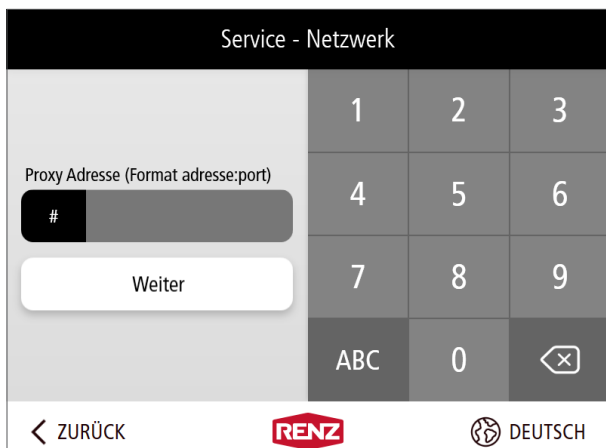 Service - Netzwerk
Proxy Adresse (Format adresse:port)
#
Weiter
1 2 3
4 5 6
7 8 9
ABC 0
ZURÜCK RENZ DEUTSCH